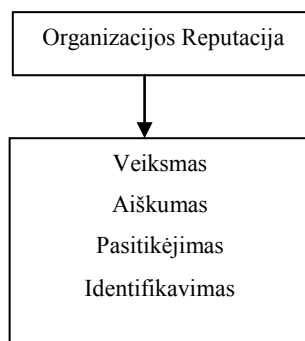 Organizacijos Reputacija
Veiksmas
Aiškumas
Pasitikėjimas
Identifikavimas